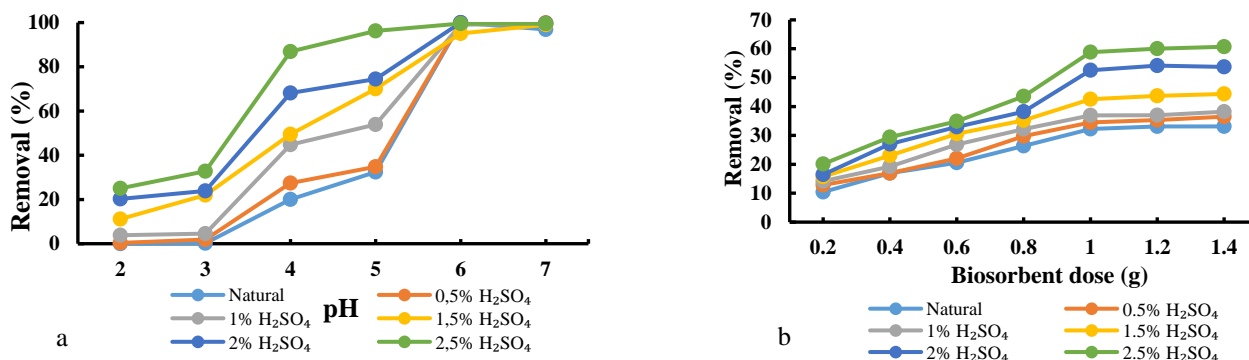 Removal (%)
100
80
60
40
20
0
2 3 4 5 6 7
pH
Natural 0,5% H₂SO₄
1% H₂SO₄ 1,5% H₂SO₄
2% H₂SO₄ 2,5% H₂SO₄
a
Removal (%)
70
60
50
40
30
20
10
0
0.2 0.4 0.6 0.8 1 1.2 1.4
Biosorbent dose (g)
Natural 0.5% H₂SO₄
1% H₂SO₄ 1.5% H₂SO₄
2% H₂SO₄ 2.5% H₂SO₄
b